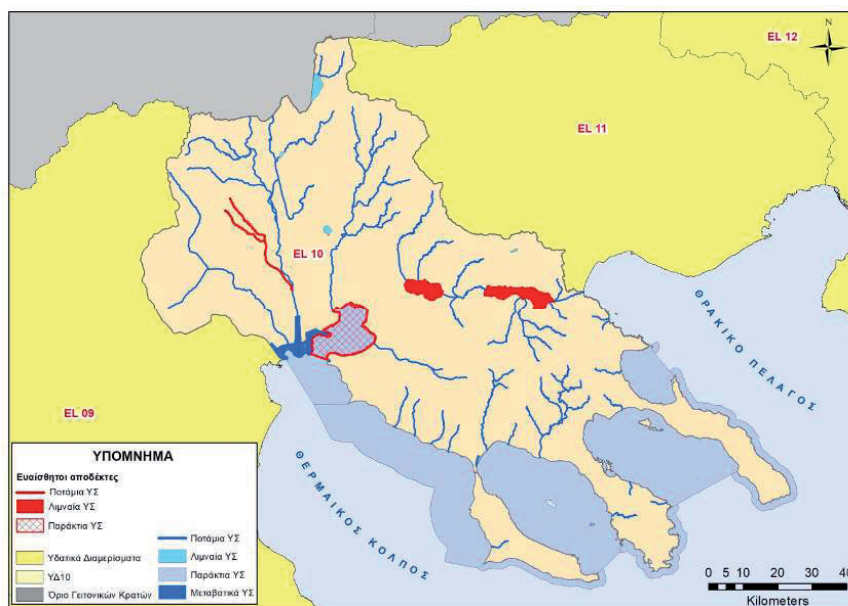 N
EL 12
EL 11
EL 10
EL 09
ΘΡΑΚΙΚΟ ΠΕΛΑΓΟΣ
ΘΕΡΜΑΙΚΟΣ ΚΟΛΠΟΣ
ΥΠΟΜΝΗΜΑ
Ευαίσθητοι αποδέκτες
Ποτάμια ΥΣ
Λιμναία ΥΣ
Παράκτια ΥΣ
Υδατικά Διαμερίσματα
ΥΔ10
Όριο Γειτονικών Κρατών
Ποτάμια ΥΣ
Λιμναία ΥΣ
Παράκτια ΥΣ
Μεταβατικά ΥΣ
0 5 10 20 30 40
Kilometers